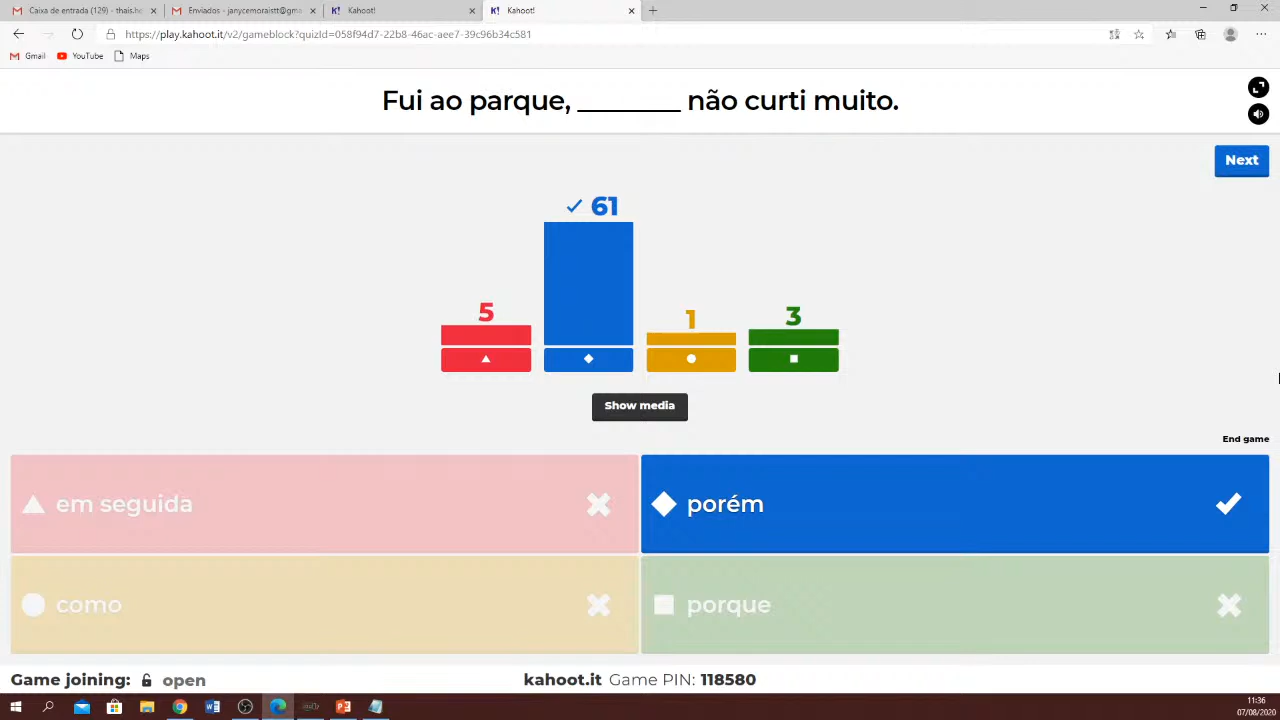 Caixa de entrada (129) - thais.he
Enviados - janycemoraistt@gma
Kahoot!
Kahoot!
https://play.kahoot.it/v2/gameblock?quizId=058f94d7-22b8-46ac-aee7-39c96b34c581
Gmail YouTube Maps
Fui ao parque, ________ não curti muito.
Next
61
5
1
3
Show media
End game
em seguida
porém
como
porque
Game joining: open
kahoot.it Game PIN: 118580
11:36
07/08/2020